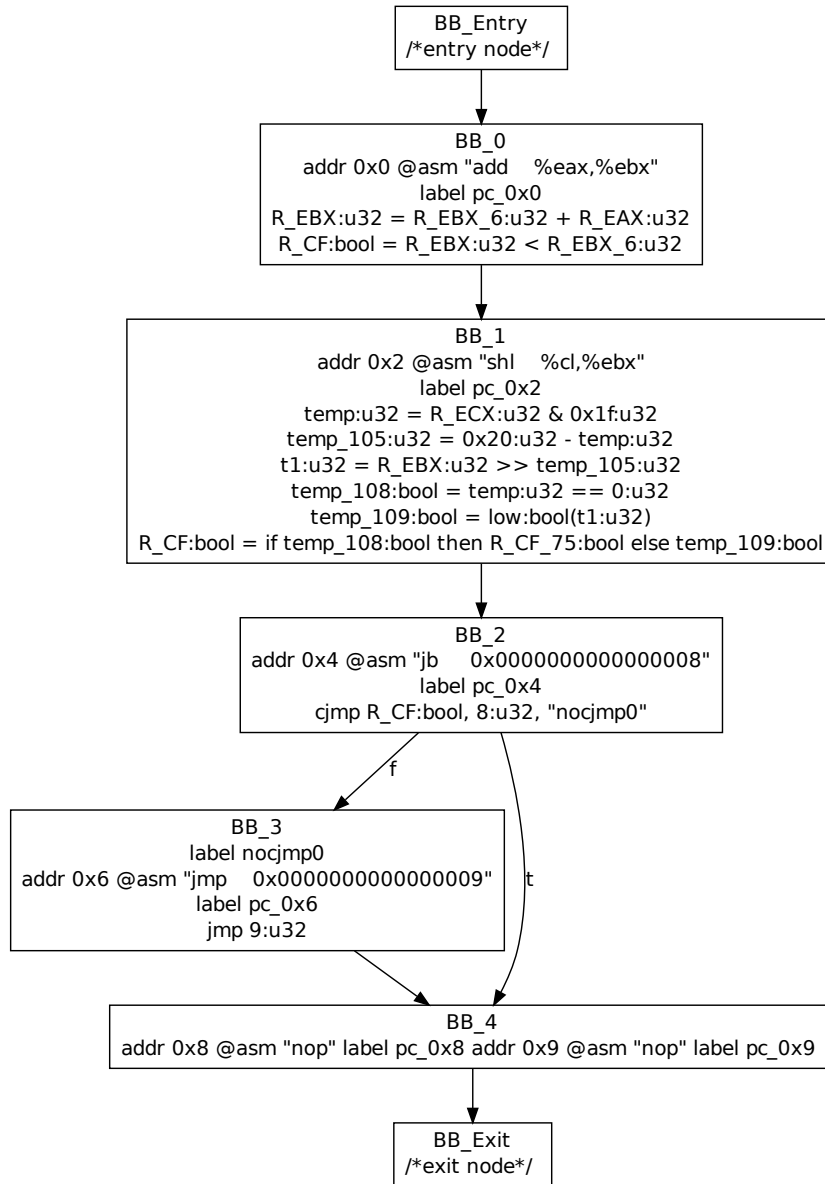 BB_Entry
/*entry node*/
BB_0
addr 0x0 @asm "add    %eax,%ebx"
label pc_0x0
R_EBX:u32 = R_EBX_6:u32 + R_EAX:u32
R_CF:bool = R_EBX:u32 < R_EBX_6:u32
BB_1
addr 0x2 @asm "shl    %cl,%ebx"
label pc_0x2
temp:u32 = R_ECX:u32 & 0x1f:u32
temp_105:u32 = 0x20:u32 - temp:u32
t1:u32 = R_EBX:u32 >> temp_105:u32
temp_108:bool = temp:u32 == 0:u32
temp_109:bool = low:bool(t1:u32)
R_CF:bool = if temp_108:bool then R_CF_75:bool else temp_109:bool
BB_2
addr 0x4 @asm "jb     0x0000000000000008"
label pc_0x4
cjmp R_CF:bool, 8:u32, "nocjmp0"
f
BB_3
label nocjmp0
addr 0x6 @asm "jmp    0x0000000000000009"
label pc_0x6
jmp 9:u32
t
BB_4
addr 0x8 @asm "nop" label pc_0x8 addr 0x9 @asm "nop" label pc_0x9
BB_Exit
/*exit node*/